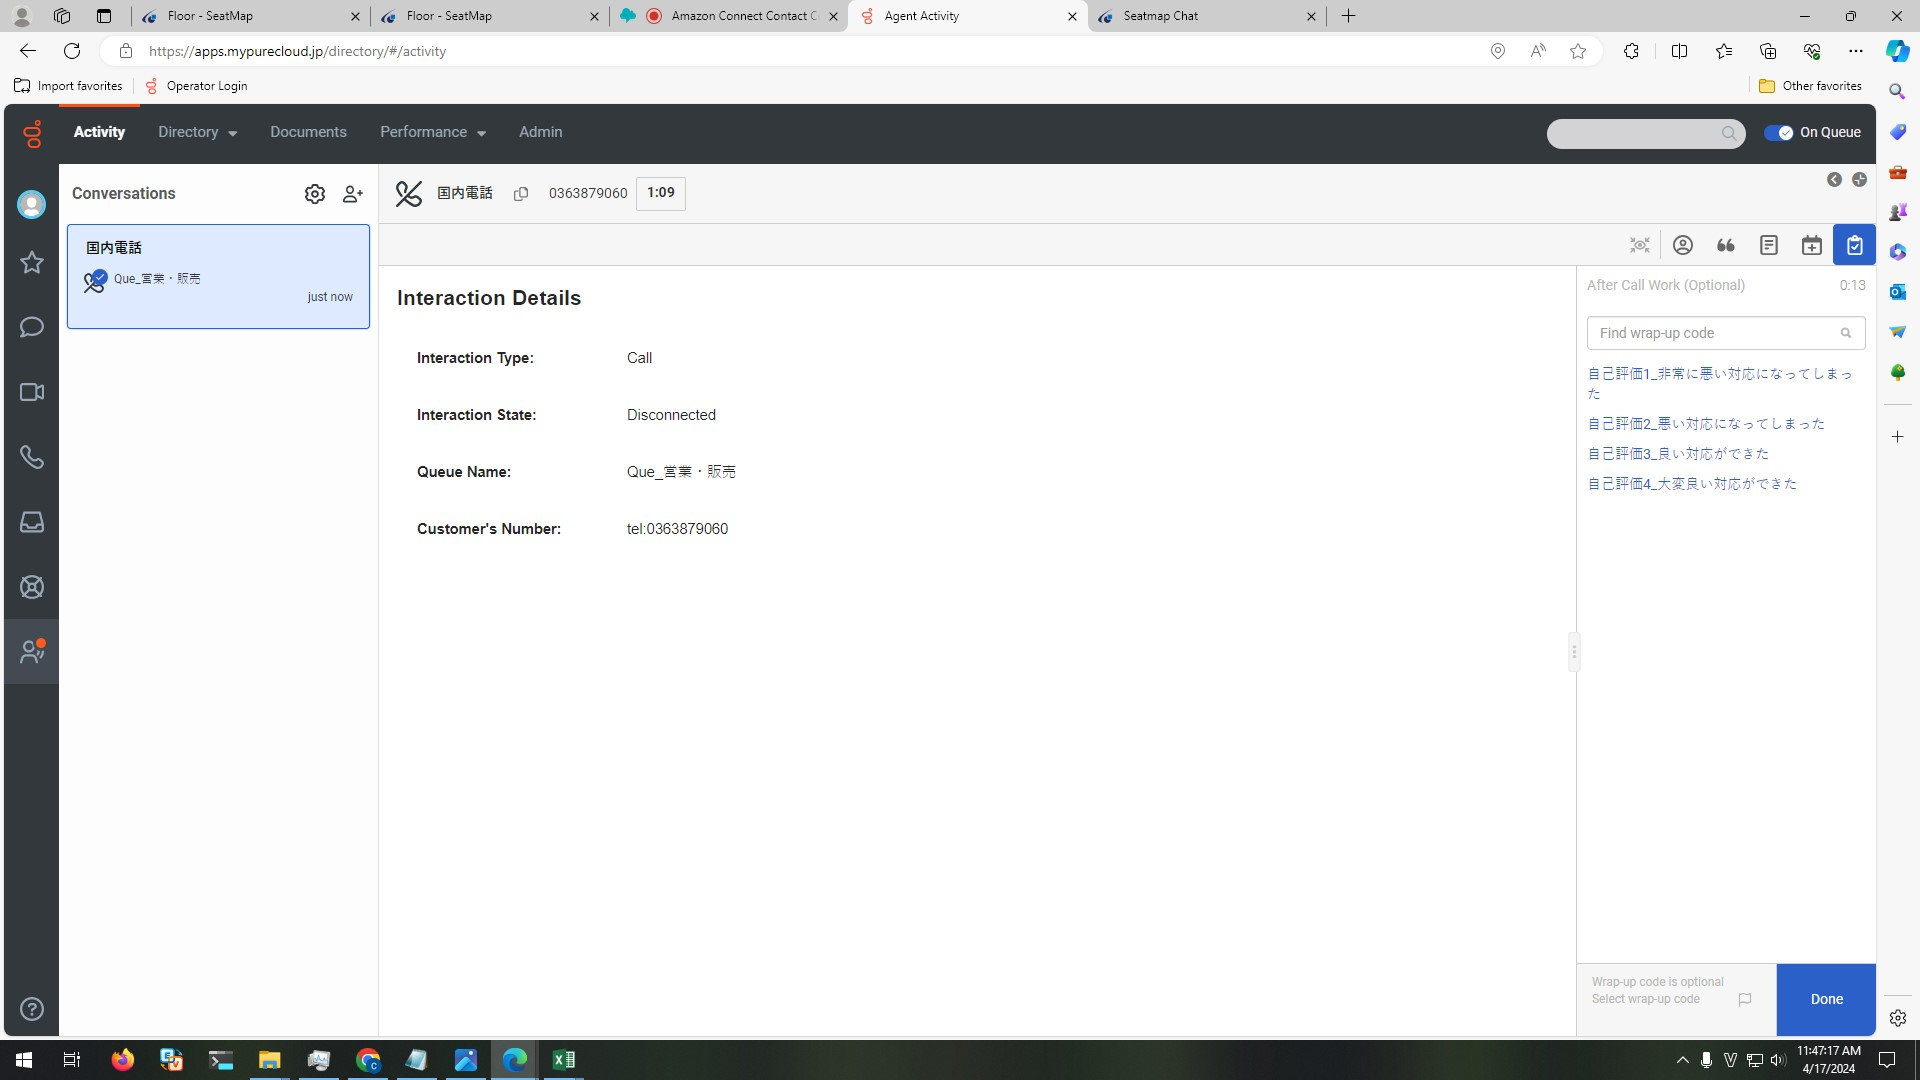 Floor - SeatMap
Floor - SeatMap
Amazon Connect Contact C
Agent Activity
Seatmap Chat
https://apps.mypurecloud.jp/directory/#/activity
Import favorites
Operator Login
Other favorites
Activity
Directory
Documents
Performance
Admin
On Queue
Conversations
国内電話
0363879060
1:09
国内電話
Que_営業・販売
just now
After Call Work (Optional)
0:13
Interaction Details
Find wrap-up code
Interaction Type:
Call
自己評価1_非常に悪い対応になってしまっ
た
Interaction State:
Disconnected
自己評価2_悪い対応になってしまった
自己評価3_良い対応ができた
Queue Name:
Que_営業・販売
自己評価4_大変良い対応ができた
Customer's Number:
tel:0363879060
Wrap-up code is optional
Select wrap-up code
Done
11:47:17 AM
4/17/2024